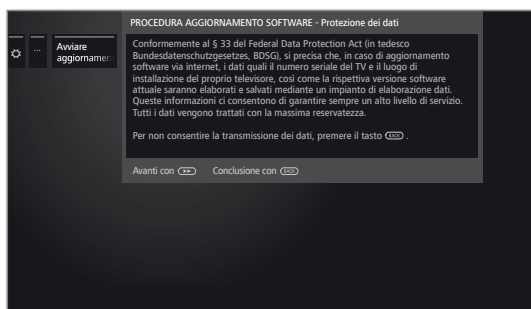 PROCEDURA AGGIORNAMENTO SOFTWARE - Protezione dei dati
...
Avviare
aggiornamen
Conformemente al § 33 del Federal Data Protection Act (in tedesco
Bundesdatenschutzgesetzes, BDSG), si precisa che, in caso di aggiornamento
software via internet, i dati quali il numero seriale del TV e il luogo di
installazione del proprio televisore, così come la rispettiva versione software
attuale saranno elaborati e salvati mediante un impianto di elaborazione dati.
Queste informazioni ci consentono di garantire sempre un alto livello di servizio.
Tutti i dati vengono trattati con la massima reservatezza.
Per non consentire la transmissione dei dati, premere il tasto BACK .
Avanti con Conclusione con BACK